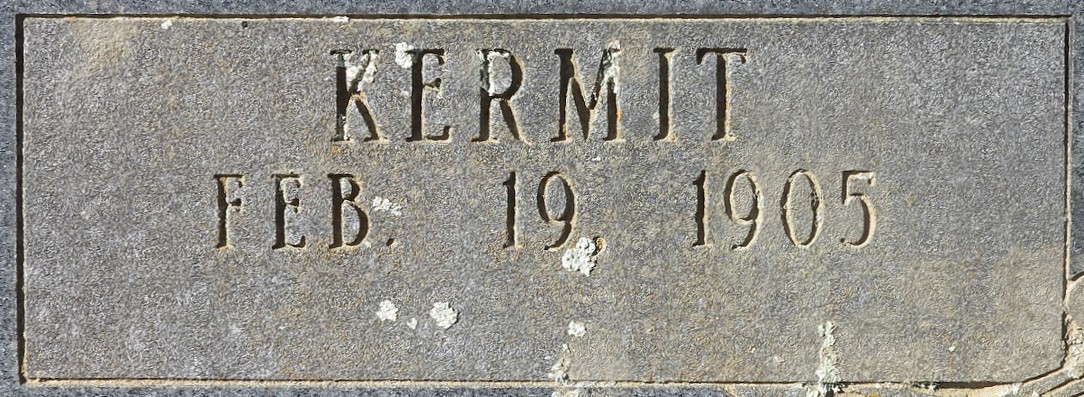 KERMIT
FEB. 19, 1905